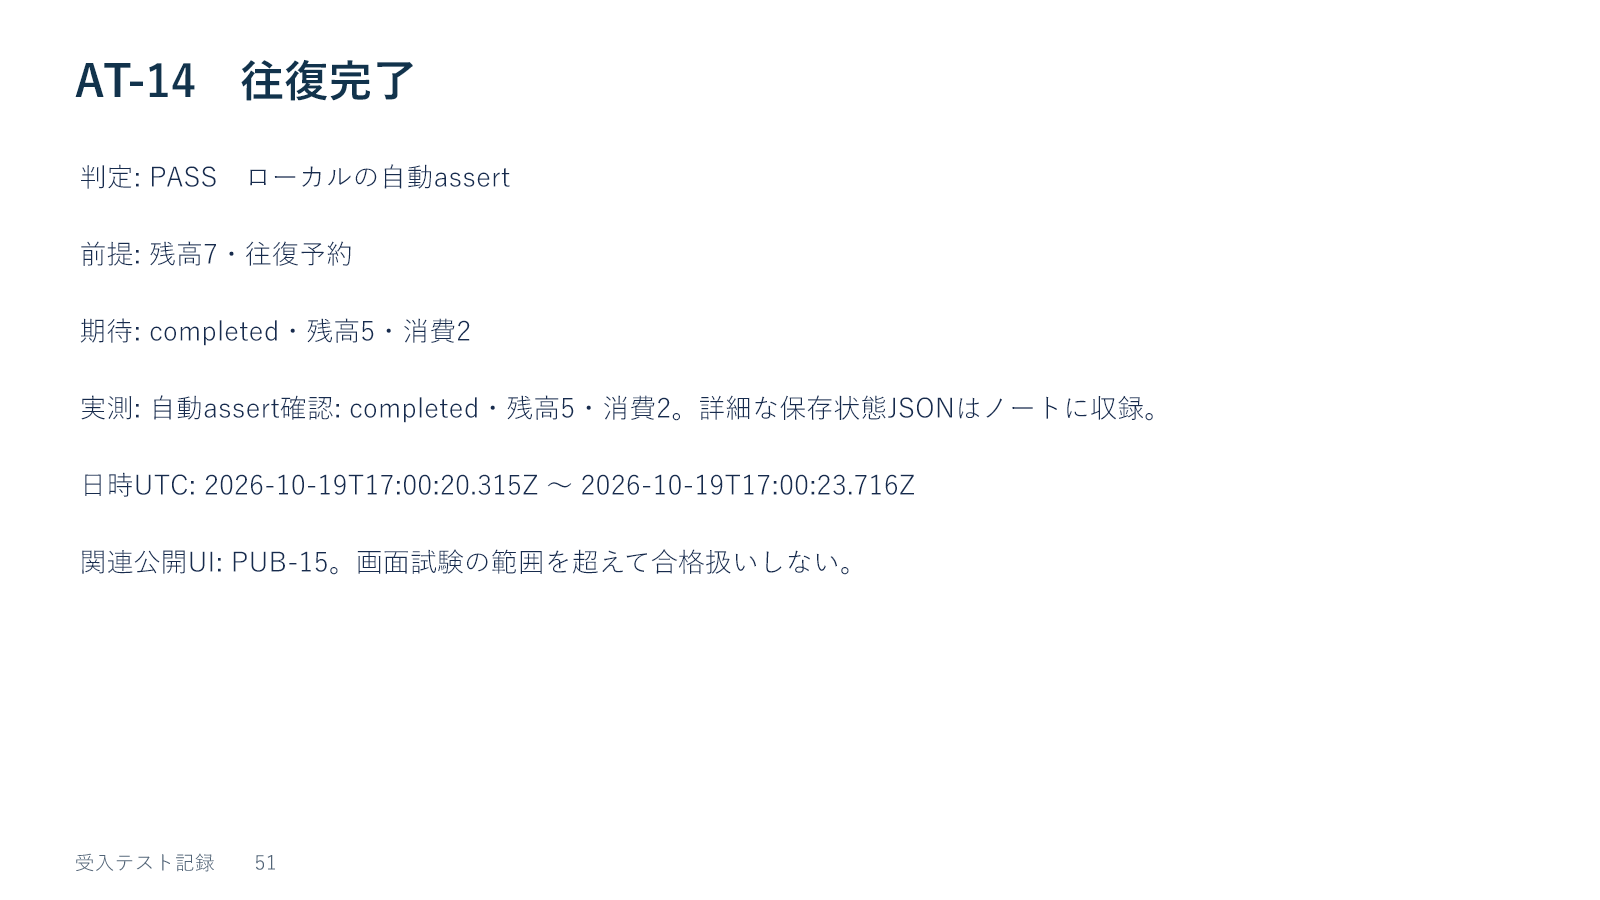 AT-14　往復完了
判定: PASS　ローカルの自動assert
前提: 残高7・往復予約
期待: completed・残高5・消費2
実測: 自動assert確認: completed・残高5・消費2。詳細な保存状態JSONはノートに収録。
日時UTC: 2026-10-19T17:00:20.315Z ～ 2026-10-19T17:00:23.716Z
関連公開UI: PUB-15。画面試験の範囲を超えて合格扱いしない。
受入テスト記録　51